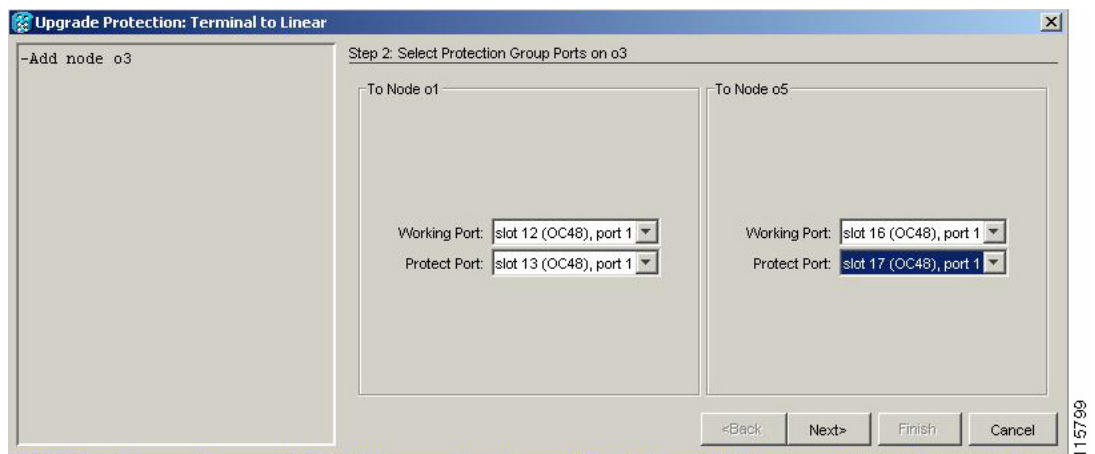 Upgrade Protection: Terminal to Linear
-Add node o3
Step 2: Select Protection Group Ports on o3
To Node o1
Working Port: slot 12 (OC48), port 1
Protect Port: slot 13 (OC48), port 1
To Node o5
Working Port: slot 16 (OC48), port 1
Protect Port: slot 17 (OC48), port 1
<Back Next> Finish Cancel
115799